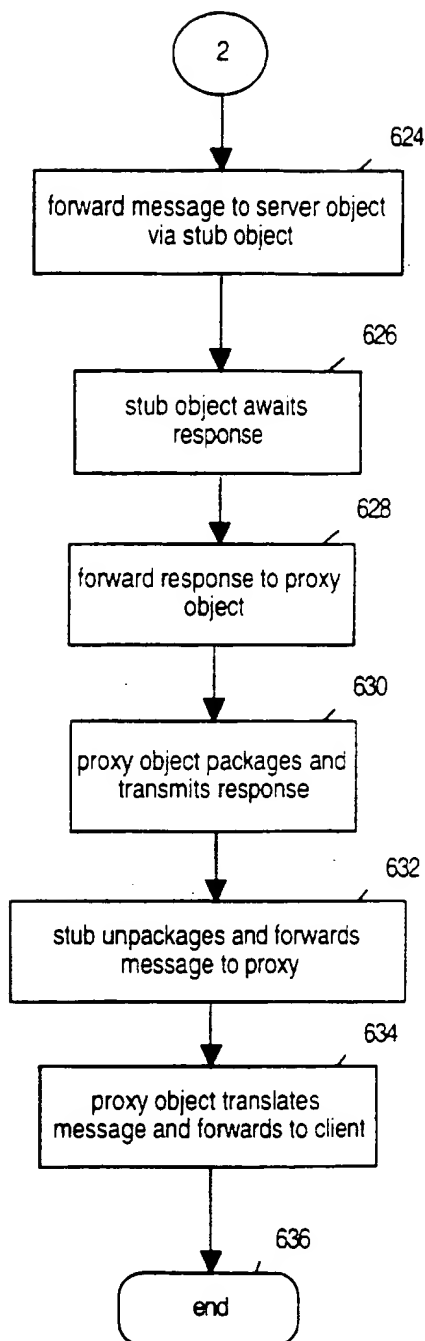 2
624
forward message to server object
via stub object
626
stub object awaits
response
628
forward response to proxy
object
630
proxy object packages and
transmits response
632
stub unpackages and forwards
message to proxy
634
proxy object translates
message and forwards to client
636
end